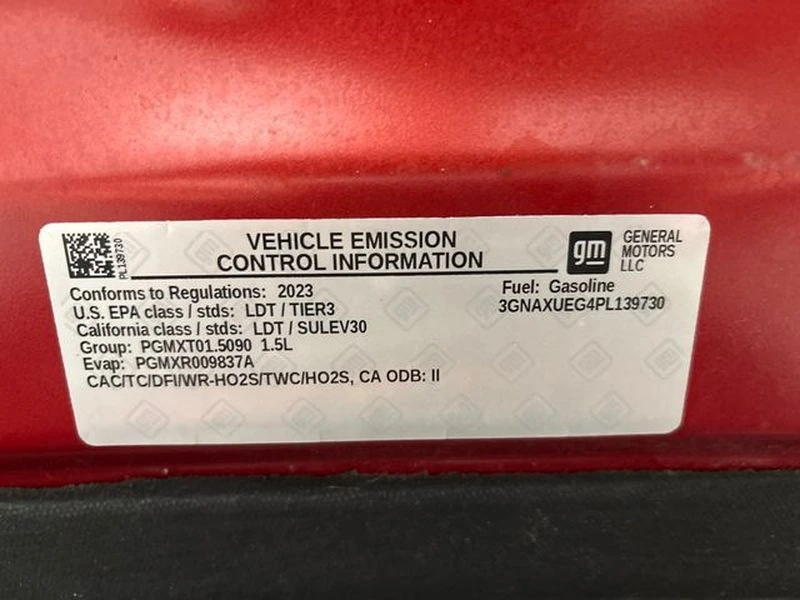 PL139730
VEHICLE EMISSION
CONTROL INFORMATION
gm
GENERAL
MOTORS
LLC
Conforms to Regulations: 2023
U.S. EPA class / stds: LDT / TIER3
California class / stds: LDT / SULEV30
Group: PGMXT01.5090 1.5L
Evap: PGMXR009837A
CAC/TC/DFI/WR-HO2S/TWC/HO2S, CA ODB: II
Fuel: Gasoline
3GNAXUEG4PL139730